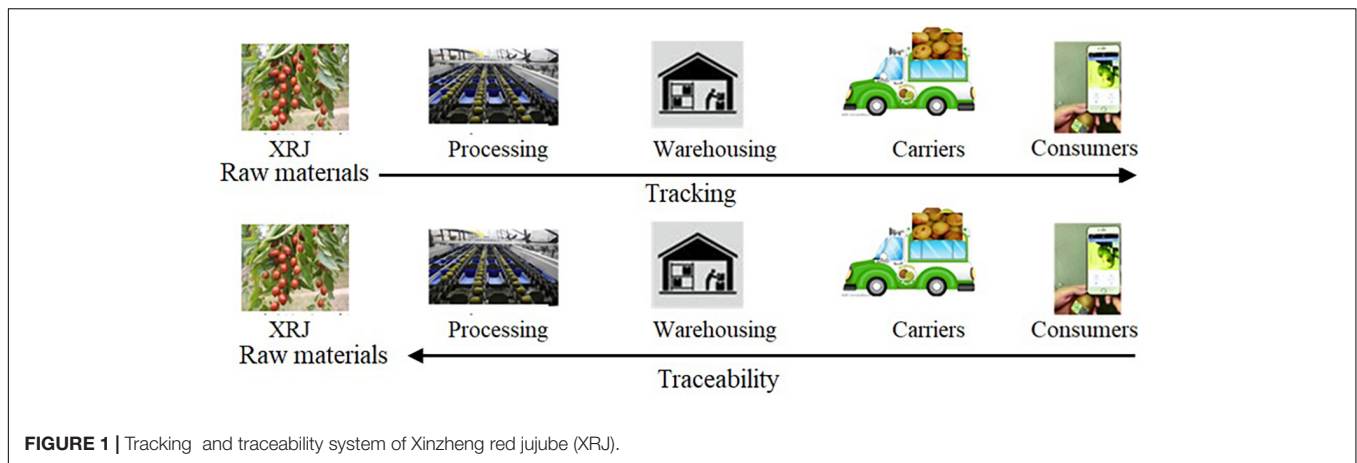 XRJ Processing Warehousing Carriers Consumers
Raw materials
Tracking
XRJ Processing Warehousing Carriers Consumers
Raw materials
Traceability
FIGURE 1 | Tracking and traceability system of Xinzheng red jujube (XRJ).